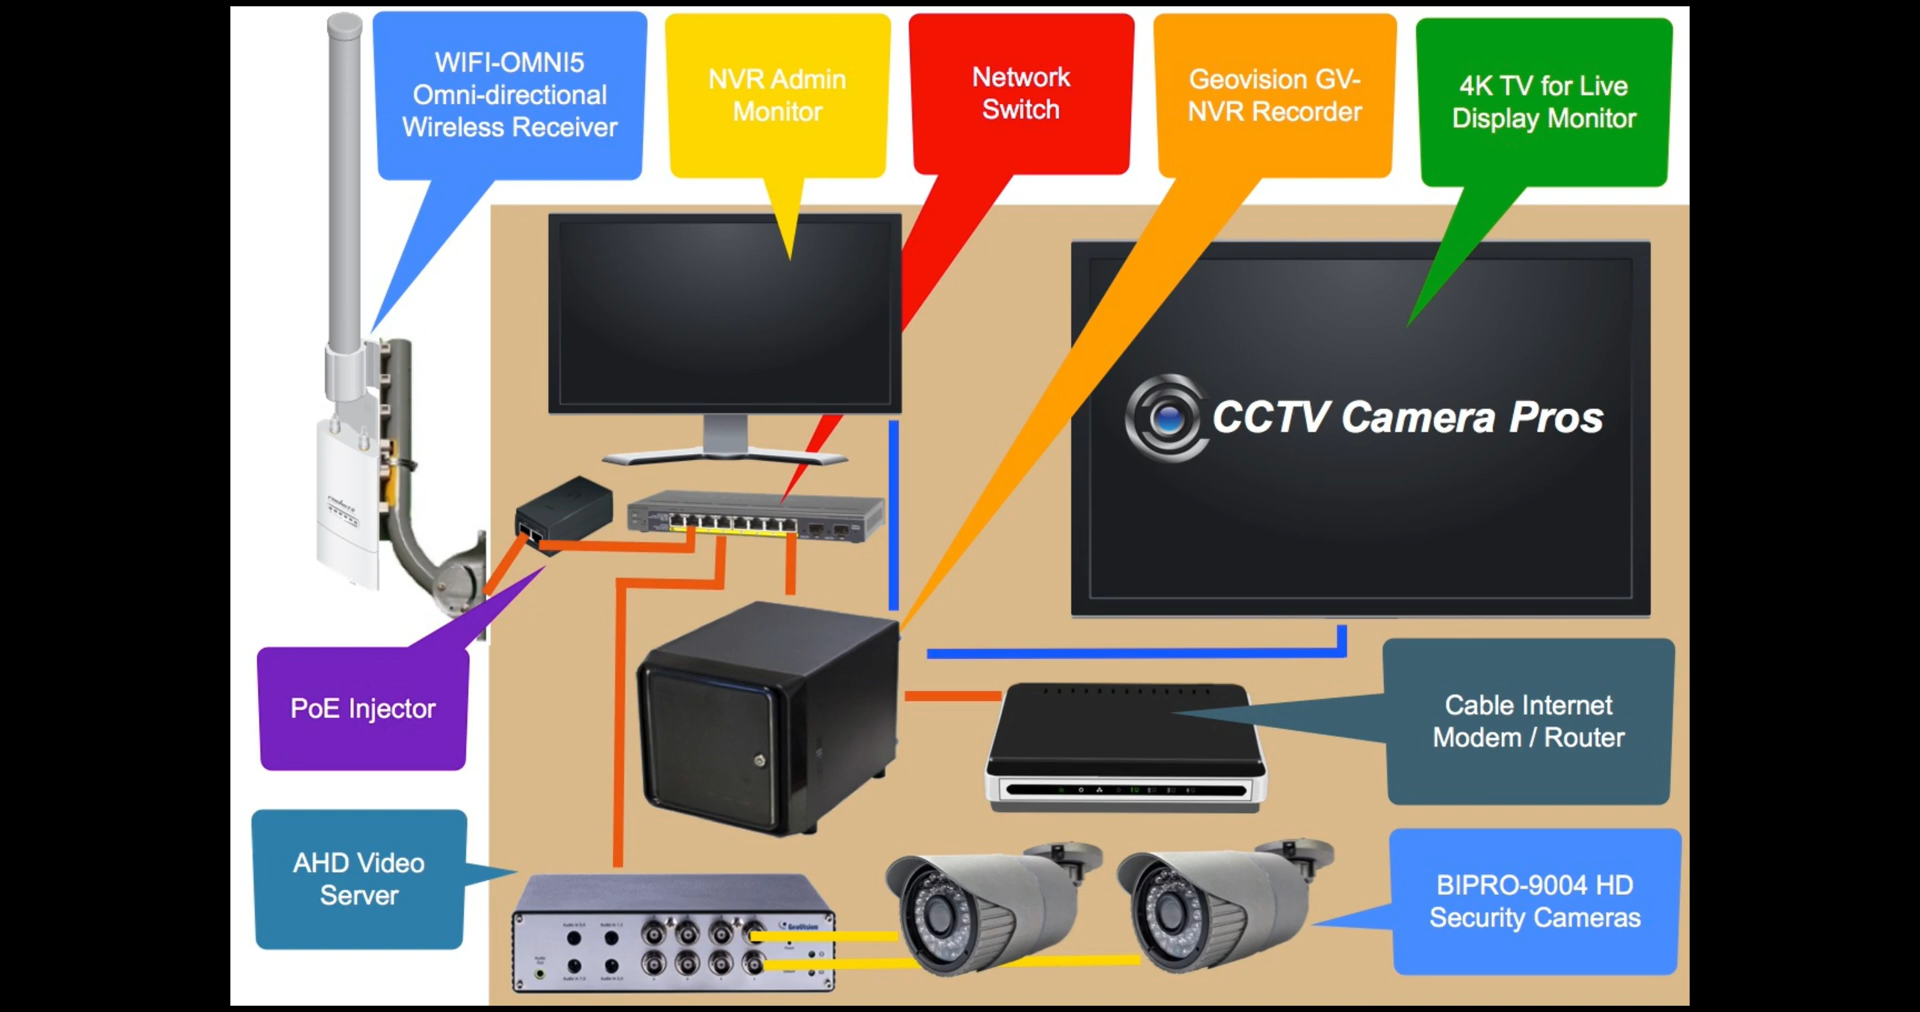 WIFI-OMNI5
Omni-directional
Wireless Receiver
NVR Admin
Monitor
Network
Switch
Geovision GV-
NVR Recorder
4K TV for Live
Display Monitor
CCTV Camera Pros
PoE Injector
Cable Internet
Modem / Router
AHD Video
Server
BIPRO-9004 HD
Security Cameras
GeoVision